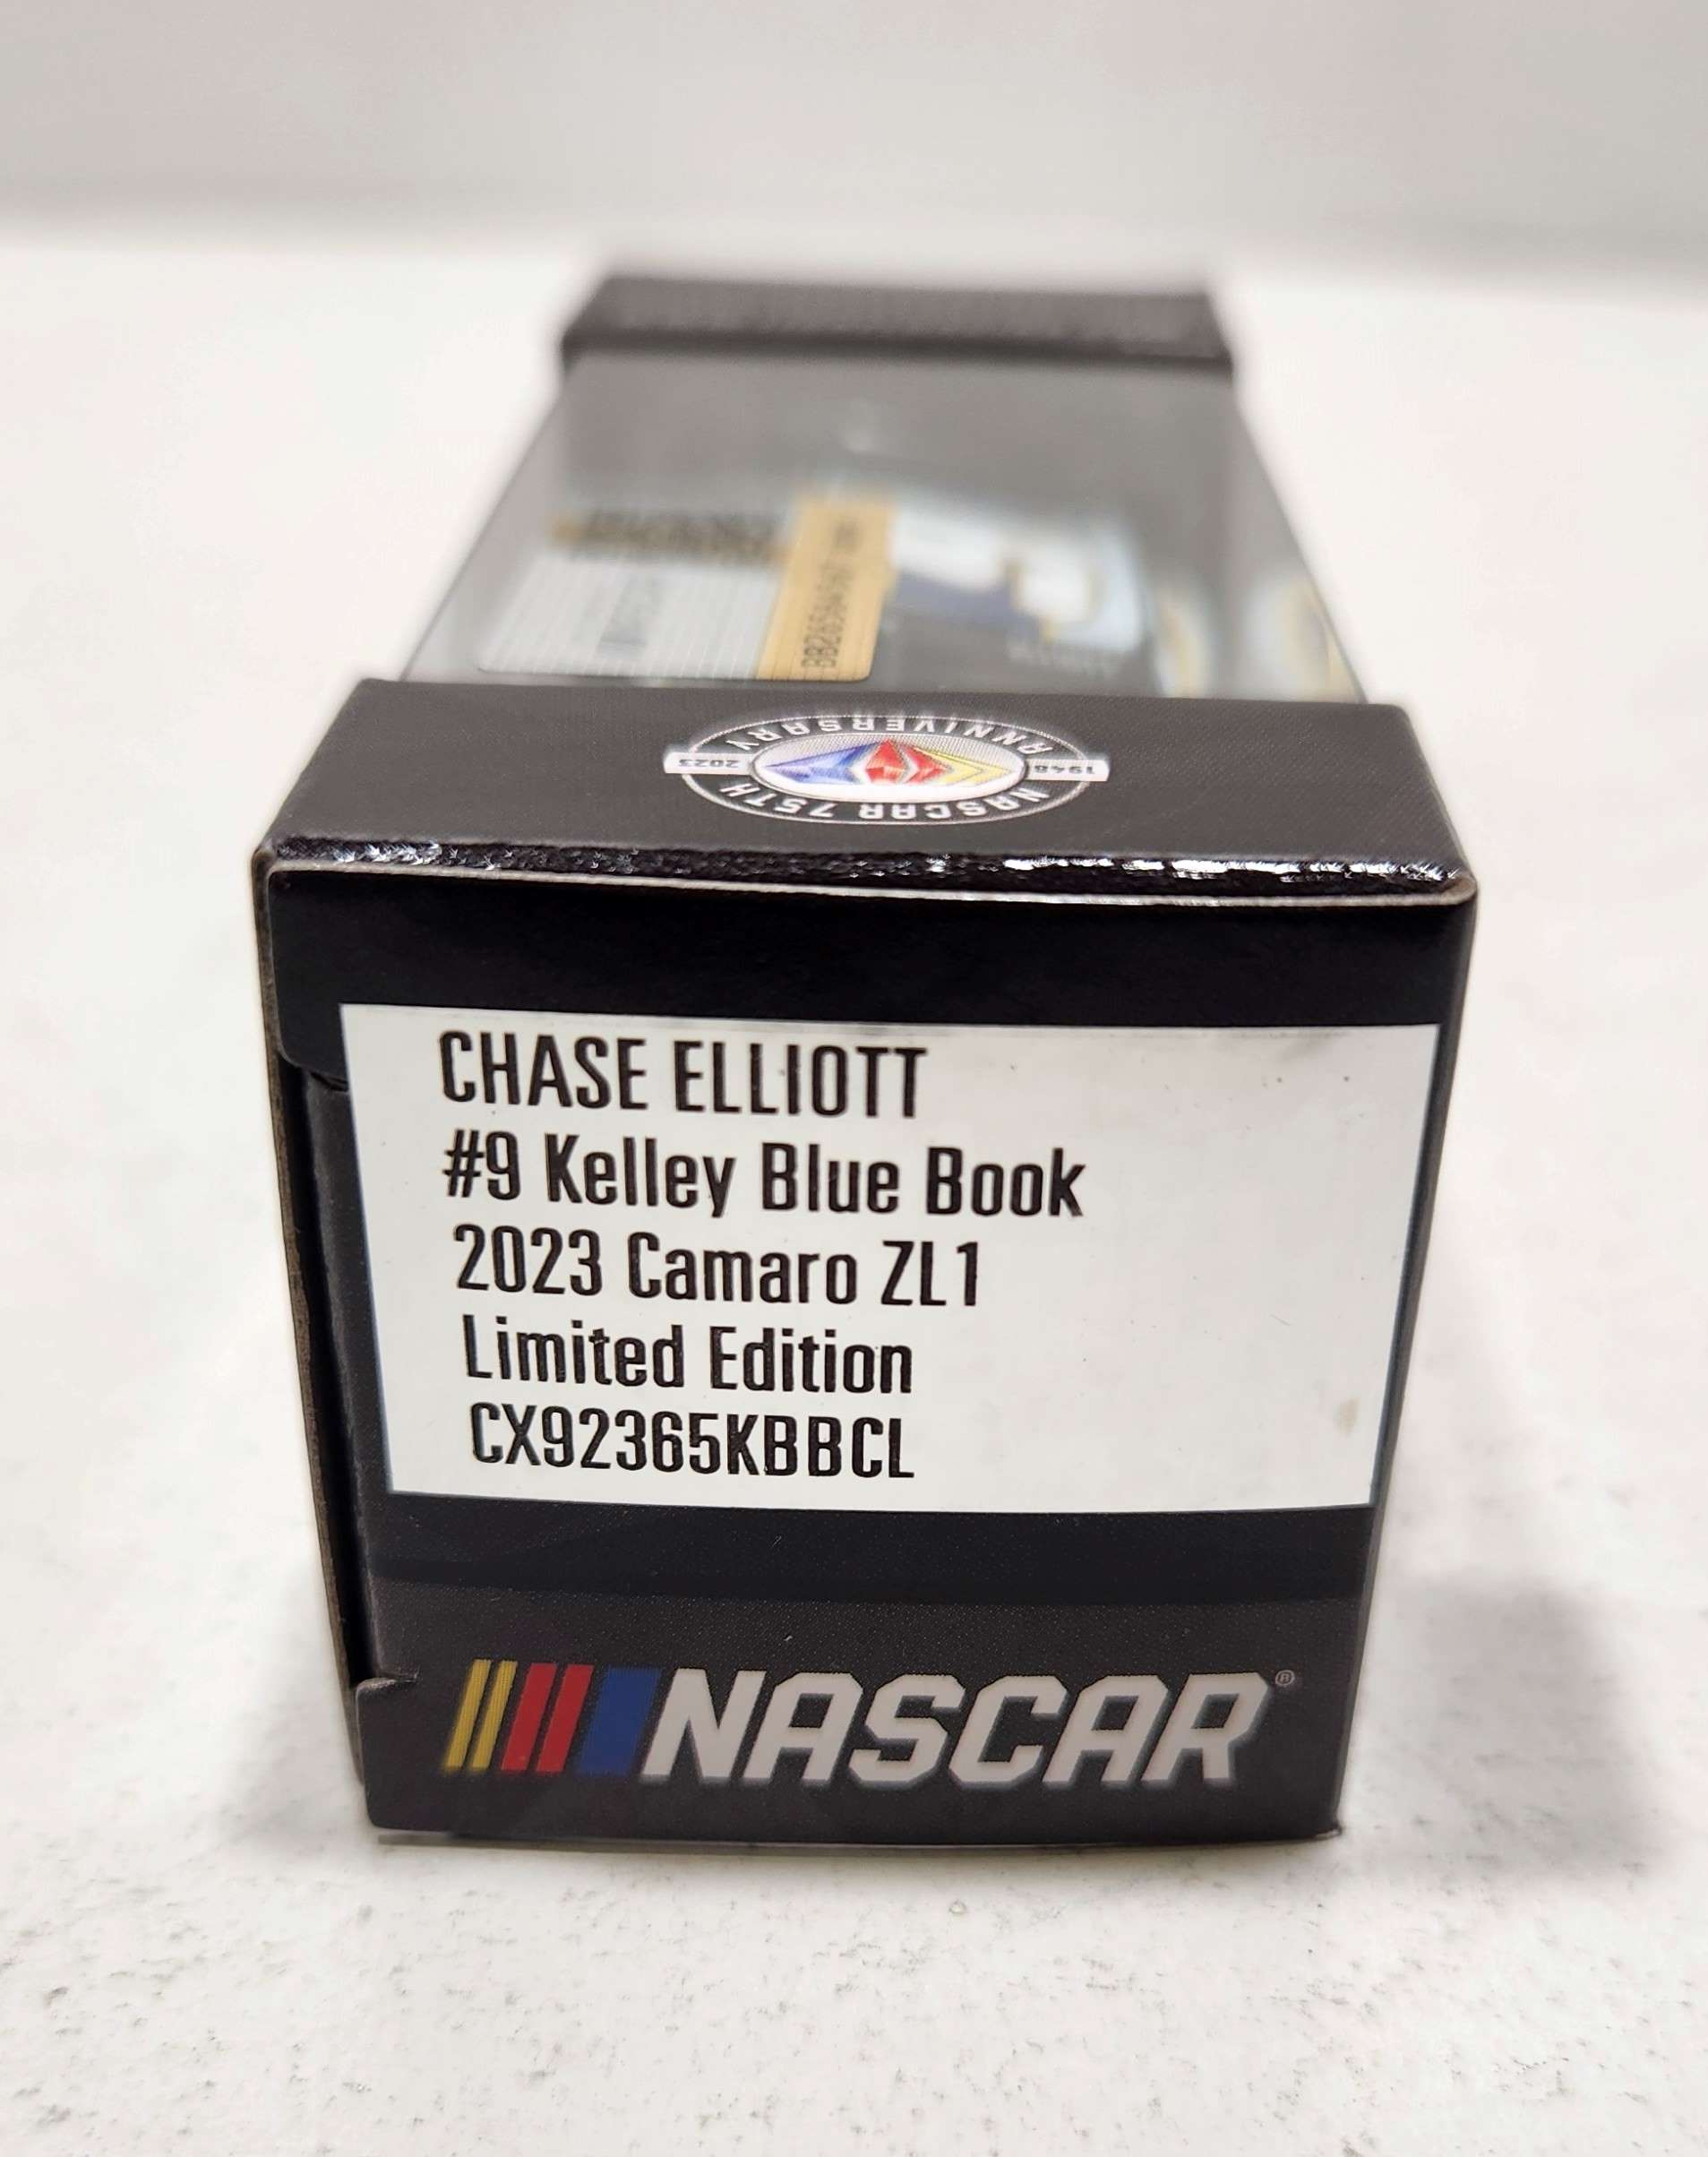 NASCAR 75TH
1948 2023
ANNIVERSARY
CHASE ELLIOTT
#9 Kelley Blue Book
2023 Camaro ZL1
Limited Edition
CX92365KBBCL
NASCAR®